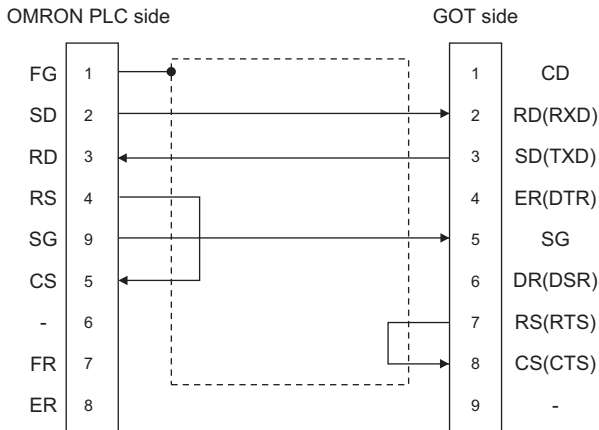 OMRON PLC side GOT side
FG 1 1 CD
SD 2 2 RD(RXD)
RD 3 3 SD(TXD)
RS 4 4 ER(DTR)
SG 9 5 SG
CS 5 6 DR(DSR)
- 6 7 RS(RTS)
FR 7 8 CS(CTS)
ER 8 9 -